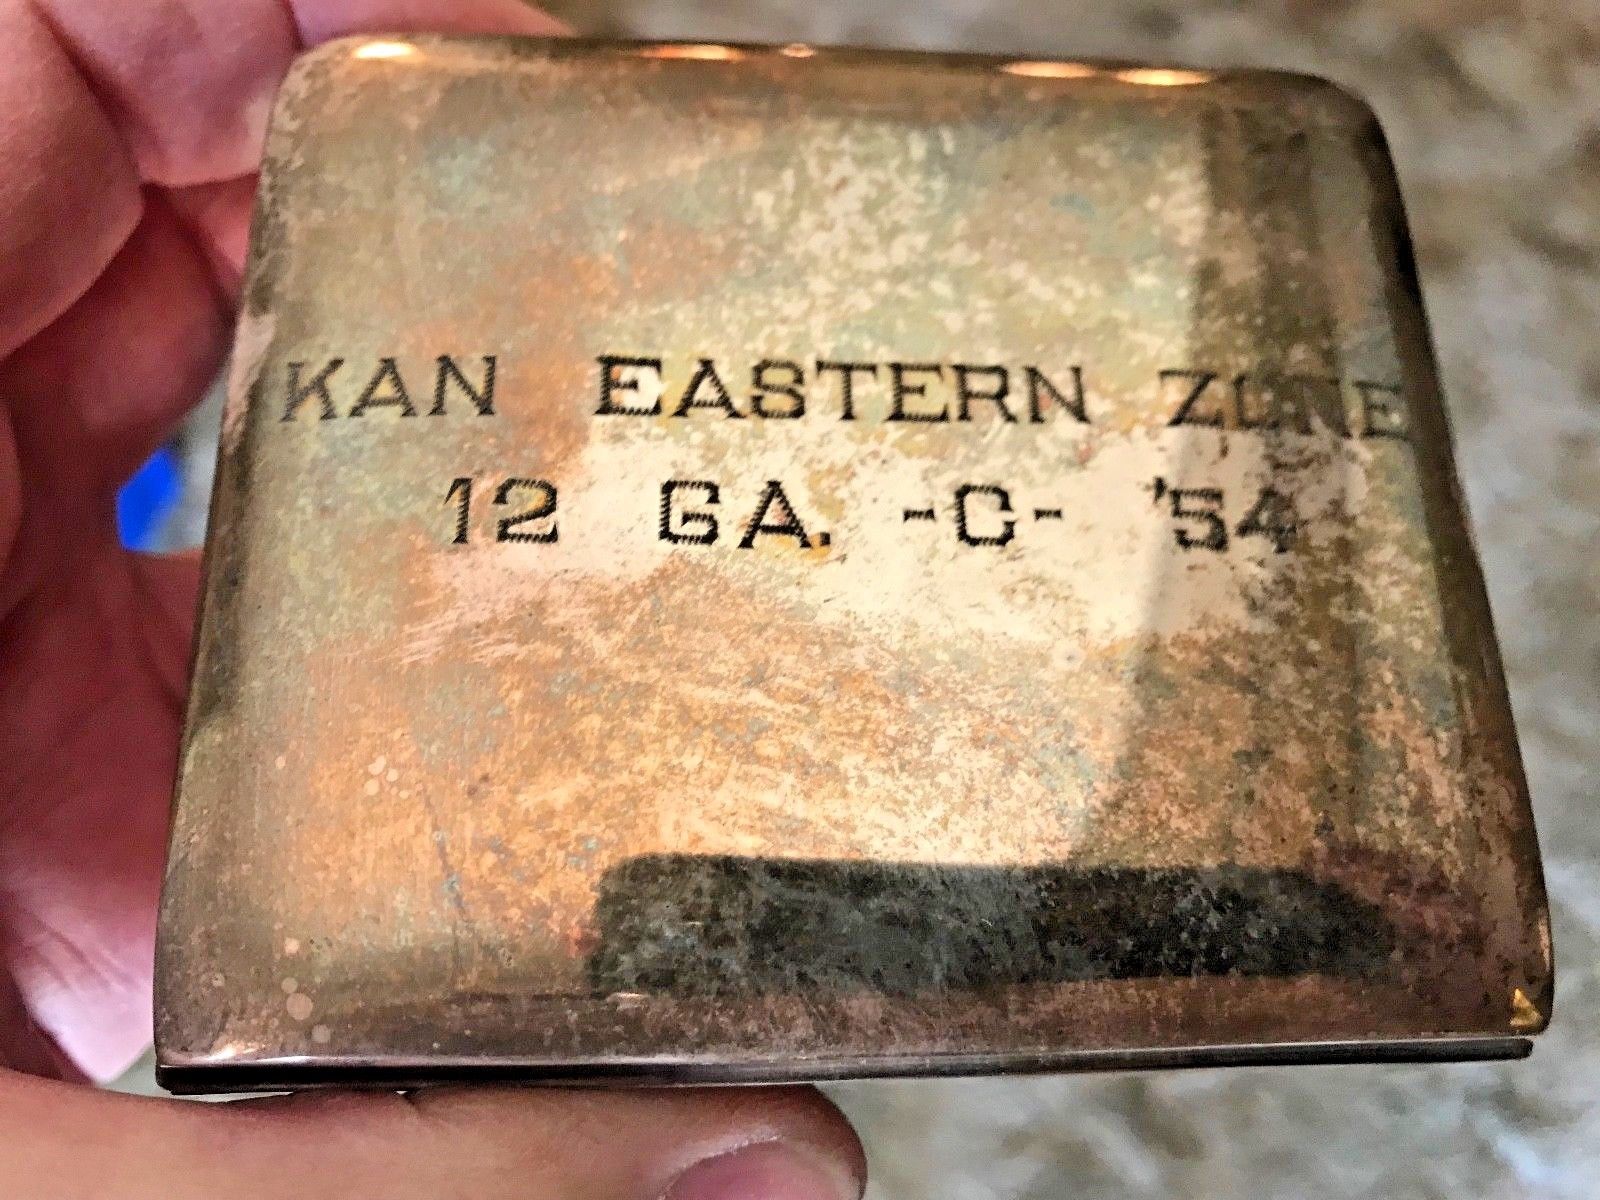 KAN EASTERN ZONE
12 GA. -C- '54